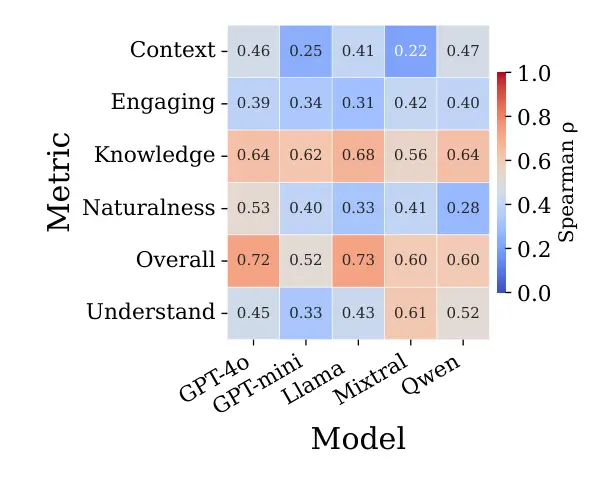 Metric
Context 0.46 0.25 0.41 0.22 0.47
Engaging 0.39 0.34 0.31 0.42 0.40
Knowledge 0.64 0.62 0.68 0.56 0.64
Naturalness 0.53 0.40 0.33 0.41 0.28
Overall 0.72 0.52 0.73 0.60 0.60
Understand 0.45 0.33 0.43 0.61 0.52
GPT-4o GPT-mini Llama Mixtral Qwen
Model
1.0
0.8
0.6
0.4
0.2
0.0
Spearman ρ